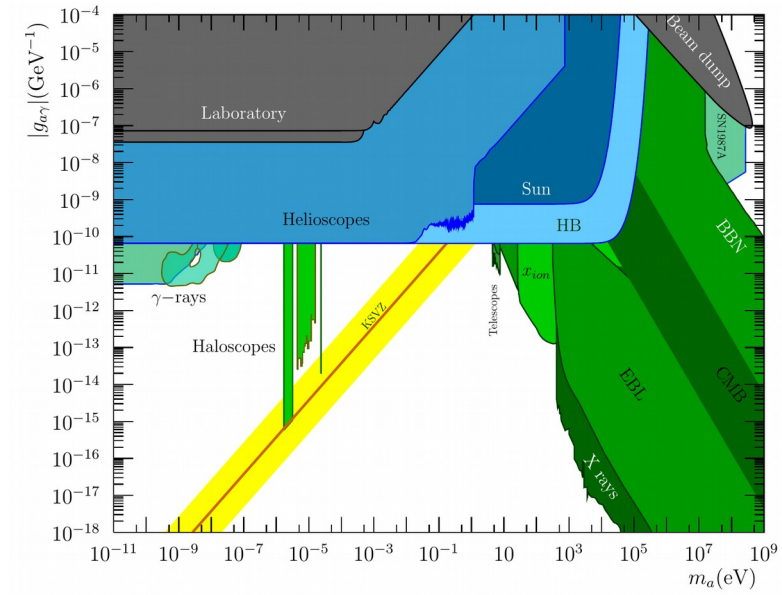 10⁻⁴
10⁻⁵
10⁻⁶
10⁻⁷
10⁻⁸
10⁻⁹
10⁻¹⁰
10⁻¹¹
10⁻¹²
10⁻¹³
10⁻¹⁴
10⁻¹⁵
10⁻¹⁶
10⁻¹⁷
10⁻¹⁸
|g_{aγ}|(GeV⁻¹)
Laboratory
Helioscopes
Sun
HB
Beam dump
SN1987A
BBN
γ−rays
Haloscopes
KSVZ
Telescopes
x_{ion}
EBL
CMB
X rays
10⁻¹¹ 10⁻⁹ 10⁻⁷ 10⁻⁵ 10⁻³ 10⁻¹ 10 10³ 10⁵ 10⁷ 10⁹
m_a(eV)